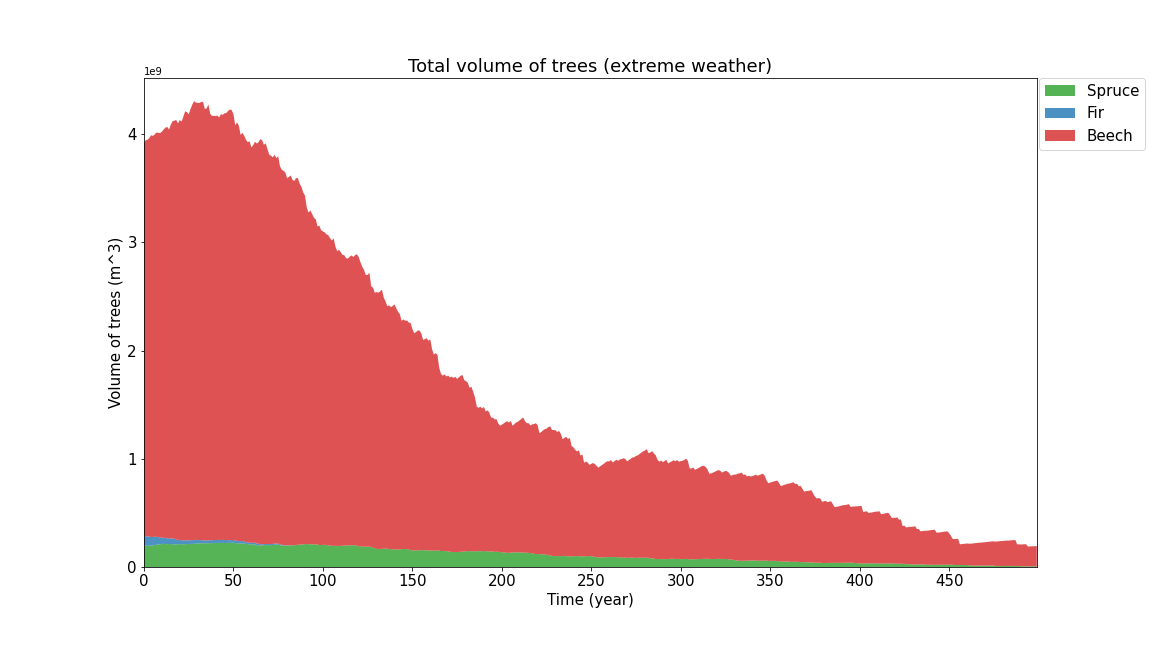 Total volume of trees (extreme weather)
1e9
Spruce
Fir
Beech
4
3
2
1
0
Volume of trees (m^3)
0 50 100 150 200 250 300 350 400 450
Time (year)